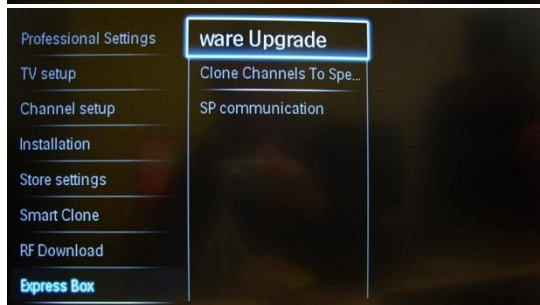 Professional Settings
TV setup
Channel setup
Installation
Store settings
Smart Clone
RF Download
Express Box
ware Upgrade
Clone Channels To Spe...
SP communication